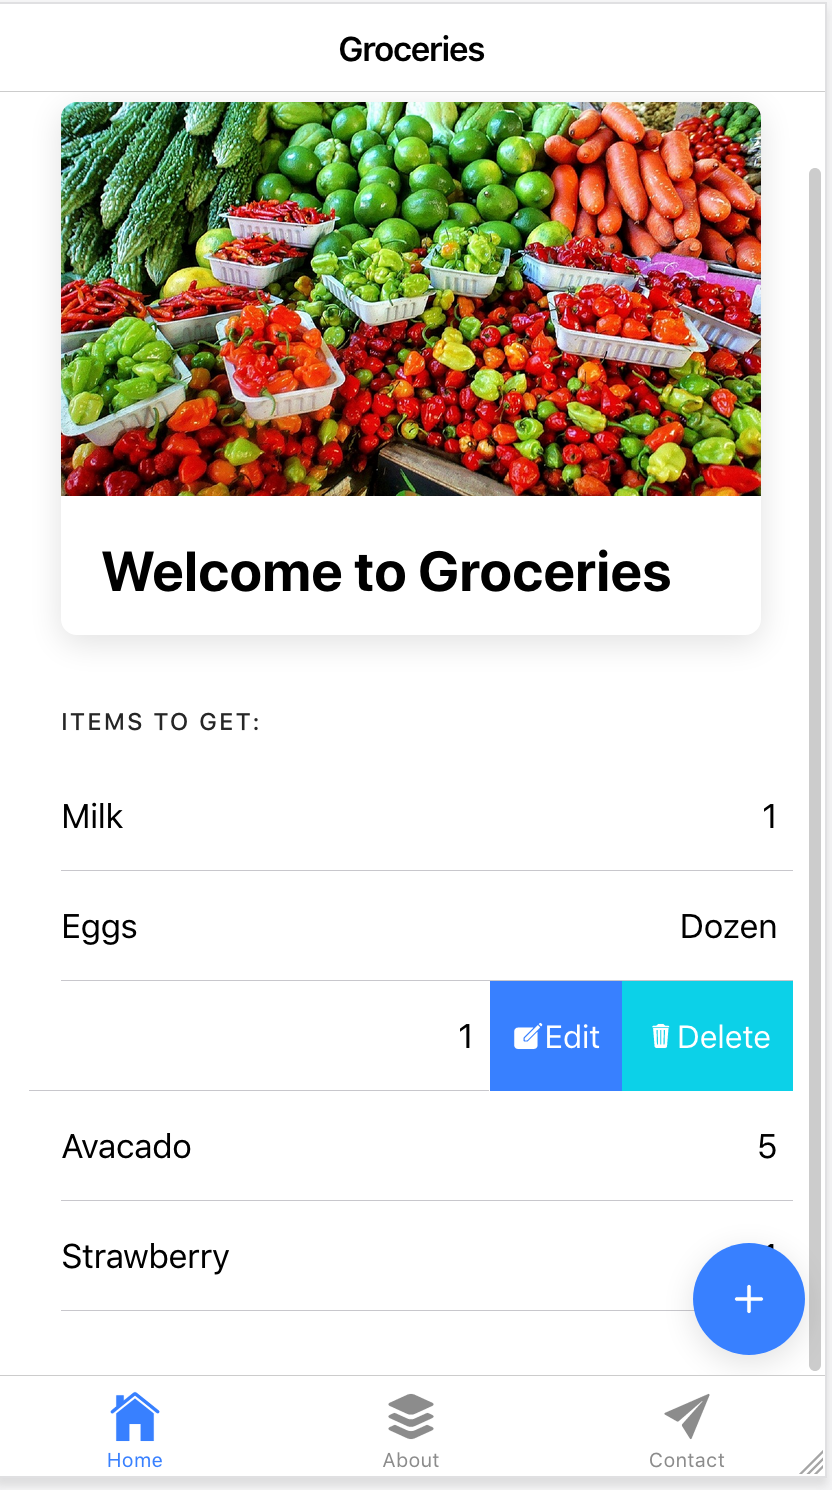 Groceries
Welcome to Groceries
ITEMS TO GET:
Milk 1
Eggs Dozen
1 Edit Delete
Avacado 5
Strawberry
Home About Contact